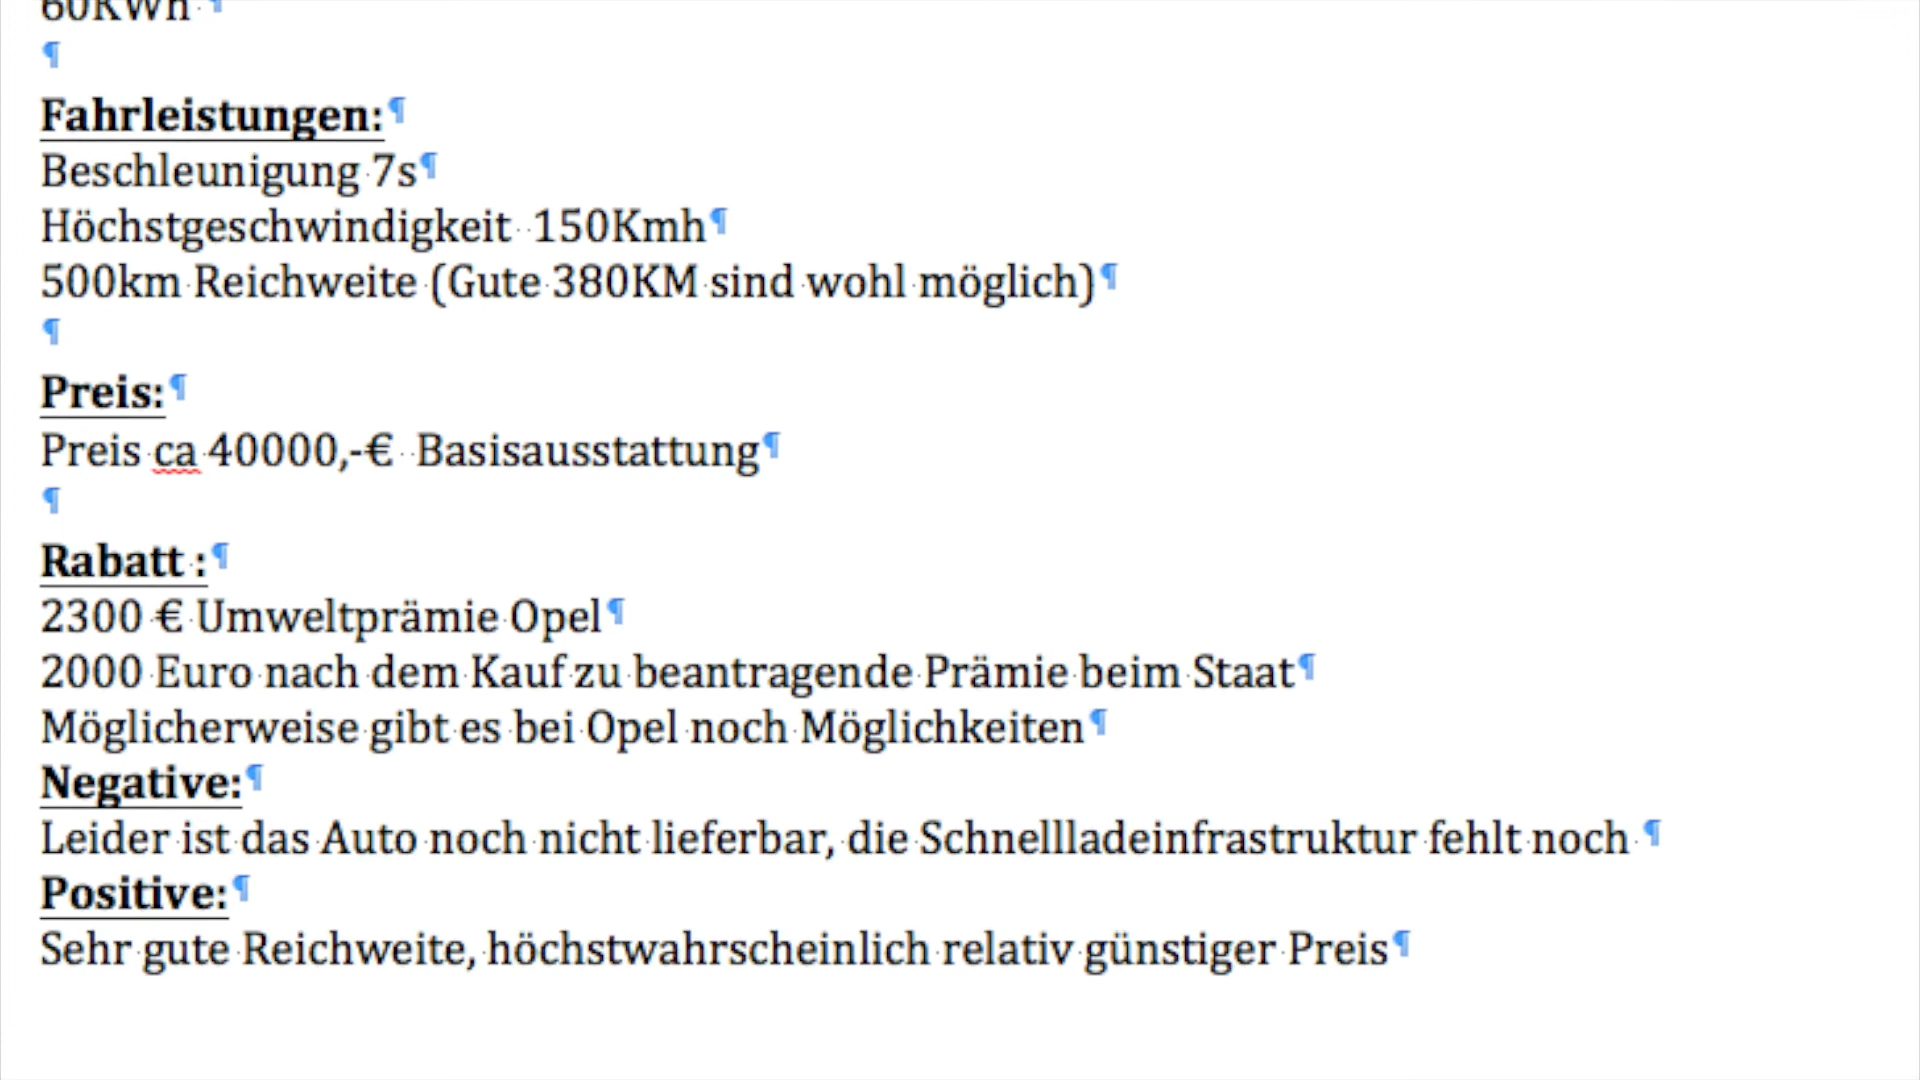 60KWh
Fahrleistungen:
Beschleunigung 7s
Höchstgeschwindigkeit  150Kmh
500km Reichweite (Gute 380KM sind wohl möglich)
Preis:
Preis ca 40000,-€  Basisausstattung
Rabatt :
2300 € Umweltprämie Opel
2000 Euro nach dem Kauf zu beantragende Prämie beim Staat
Möglicherweise gibt es bei Opel noch Möglichkeiten
Negative:
Leider ist das Auto noch nicht lieferbar, die Schnellladeinfrastruktur fehlt noch
Positive:
Sehr gute Reichweite, höchstwahrscheinlich relativ günstiger Preis